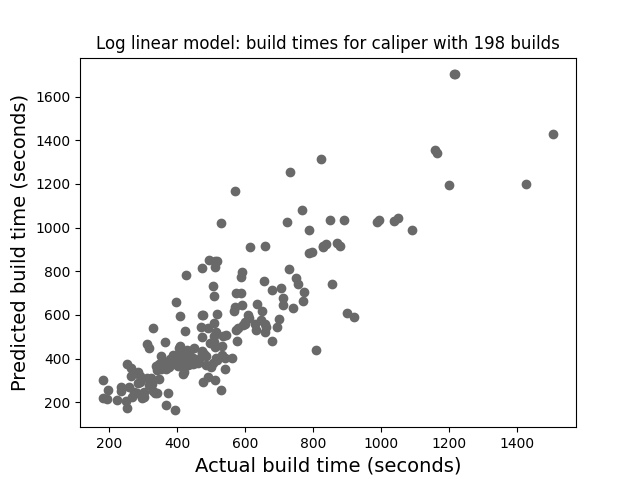 Log linear model: build times for caliper with 198 builds
Predicted build time (seconds)
1600
1400
1200
1000
800
600
400
200
200 400 600 800 1000 1200 1400
Actual build time (seconds)